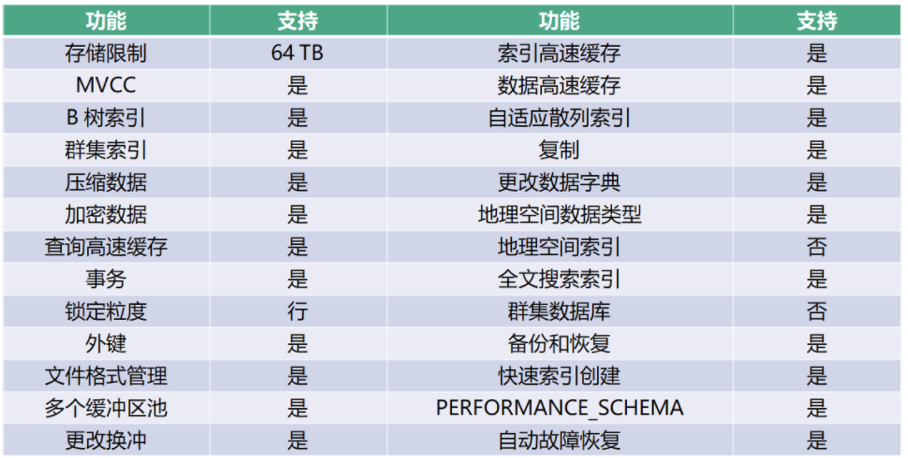 功能 支持 功能 支持
存储限制 64 TB 索引高速缓存 是
MVCC 是 数据高速缓存 是
B 树索引 是 自适应散列索引 是
群集索引 是 复制 是
压缩数据 是 更改数据字典 是
加密数据 是 地理空间数据类型 是
查询高速缓存 是 地理空间索引 否
事务 是 全文搜索索引 是
锁定粒度 行 群集数据库 否
外键 是 备份和恢复 是
文件格式管理 是 快速索引创建 是
多个缓冲区池 是 PERFORMANCE_SCHEMA 是
更改换冲 是 自动故障恢复 是